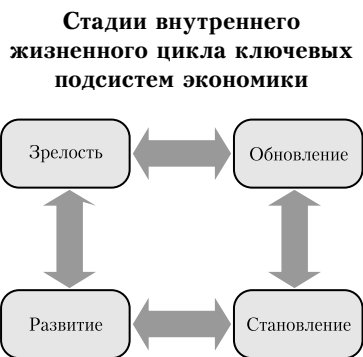 Стадии внутреннего
жизненного цикла ключевых
подсистем экономики
Зрелость
Обновление
Развитие
Становление